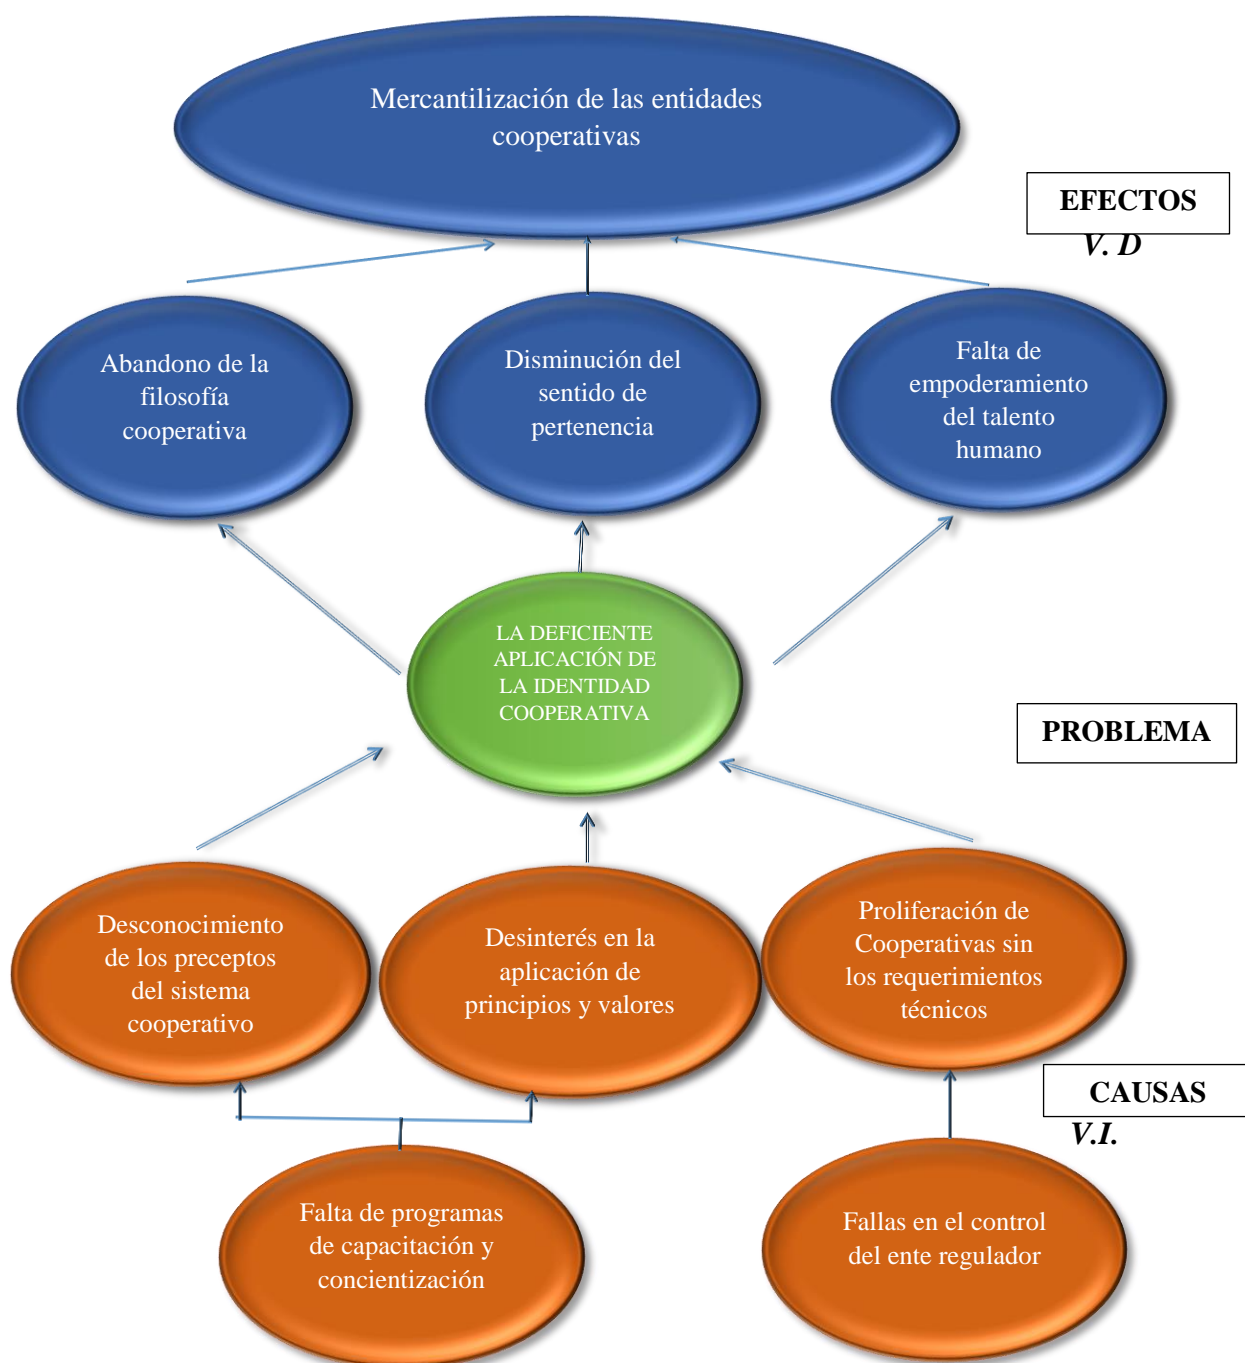 Mercantilización de las entidades
cooperativas
EFECTOS
V. D
Abandono de la
filosofía
cooperativa
Disminución del
sentido de
pertenencia
Falta de
empoderamiento
del talento
humano
LA DEFICIENTE
APLICACIÓN DE
LA IDENTIDAD
COOPERATIVA
PROBLEMA
Desconocimiento
de los preceptos
del sistema
cooperativo
Desinterés en la
aplicación de
principios y valores
Proliferación de
Cooperativas sin
los requerimientos
técnicos
CAUSAS
V.I.
Falta de programas
de capacitación y
concientización
Fallas en el control
del ente regulador